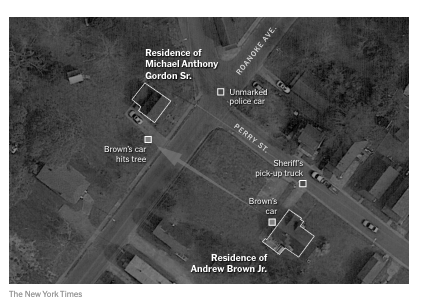 Residence of
Michael Anthony
Gordon Sr.
ROANOKE AVE.
Unmarked
police car
PERRY ST.
Brown's car
hits tree
Sheriff's
pick-up truck
Brown's
car
Residence of
Andrew Brown Jr.
The New York Times